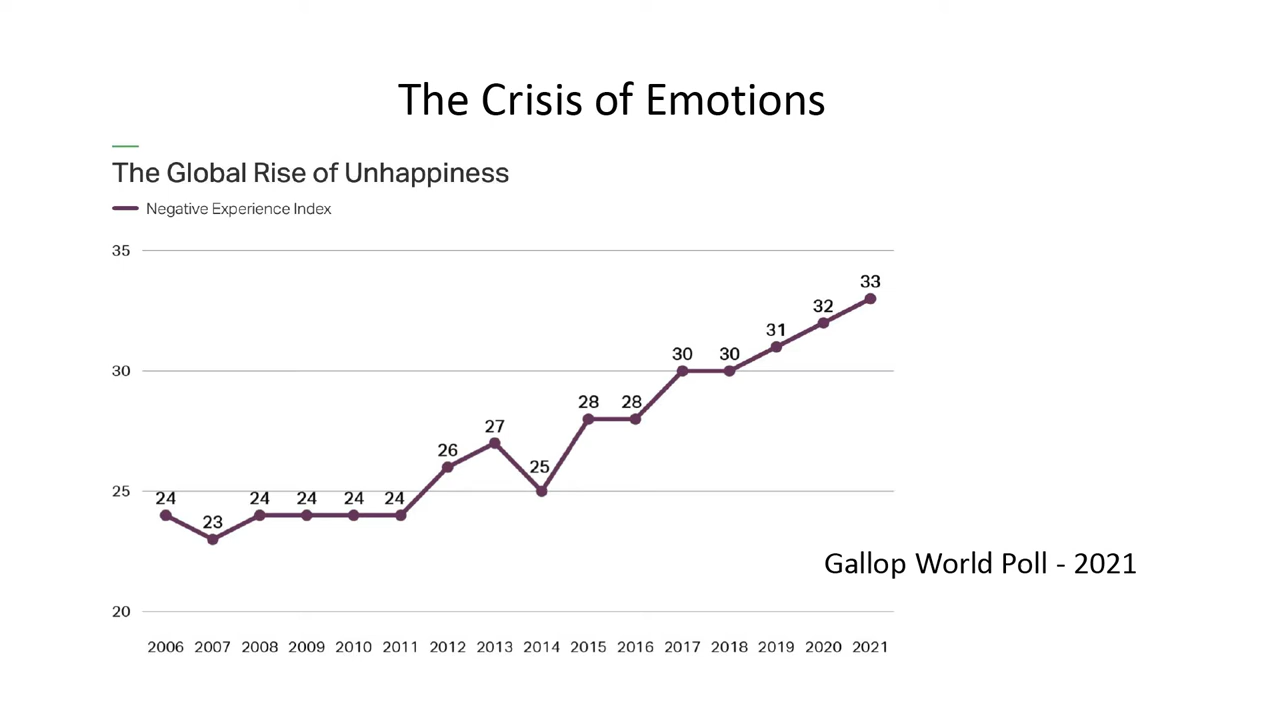 The Crisis of Emotions
The Global Rise of Unhappiness
Negative Experience Index
35
33
32
31
30
30 30
28 28
27
26
25
25
24 23 24 24 24 24
Gallop World Poll - 2021
20
2006 2007 2008 2009 2010 2011 2012 2013 2014 2015 2016 2017 2018 2019 2020 2021